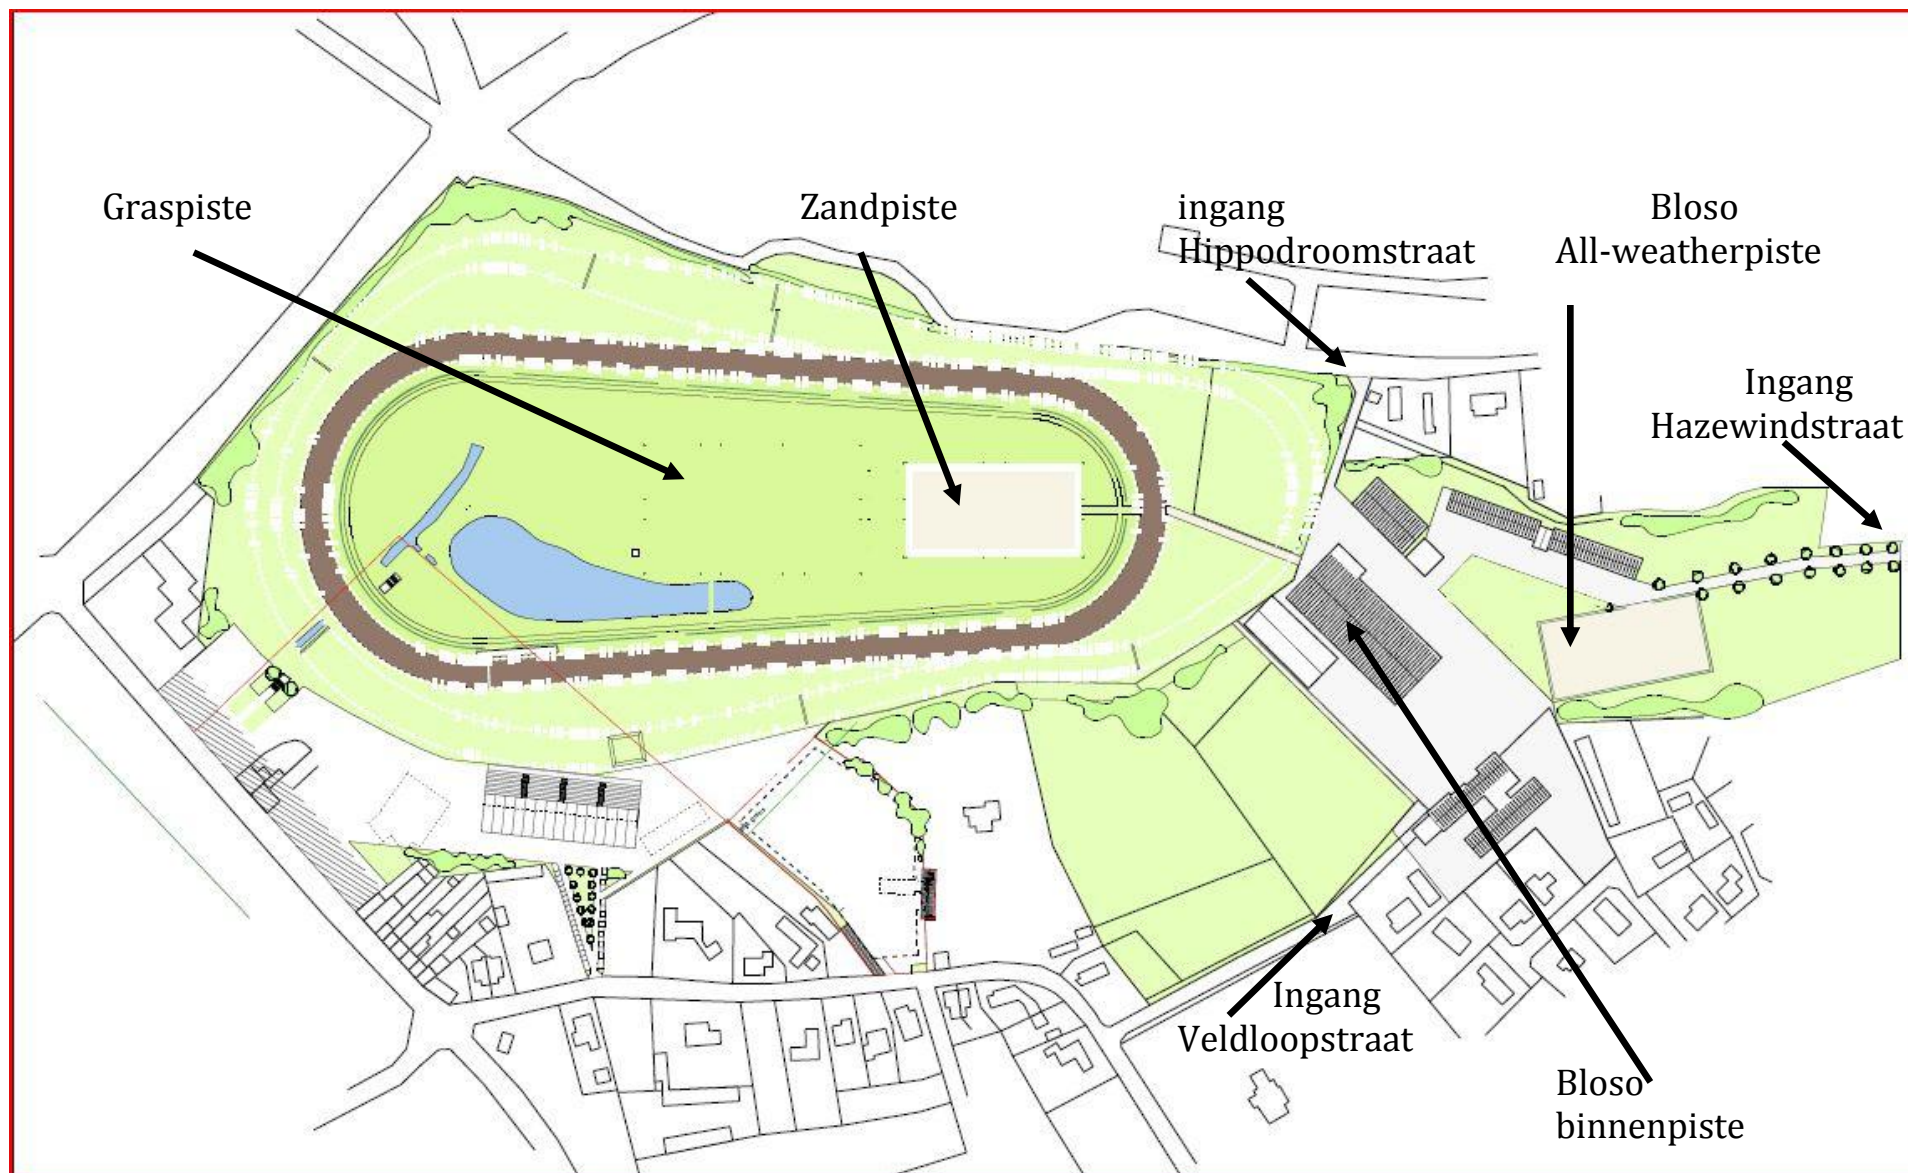 Graspiste
Zandpiste
ingang
Hippodroomstraat
Bloso
All-weatherpiste
Ingang
Hazewindstraat
Ingang
Veldloopstraat
Bloso
binnenpiste